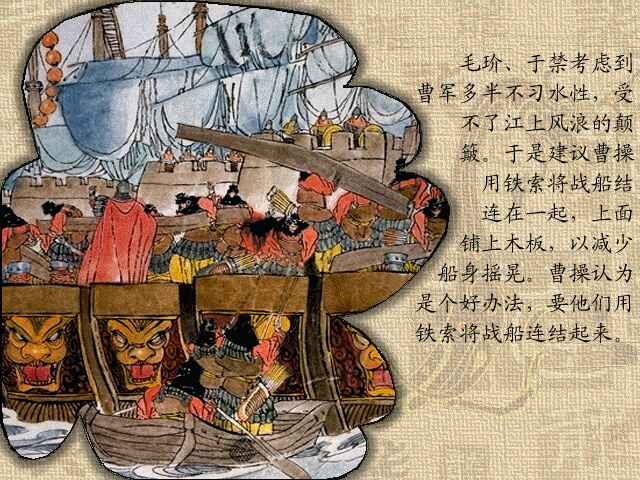 毛玠、于禁考虑到
曹军多半不习水性，受
不了江上风浪的颠
簸。于是建议曹操
用铁索将战船结
连在一起，上面
铺上木板，以减少
船身摇晃。曹操认为
是个好办法，要他们用
铁索将战船连结起来。